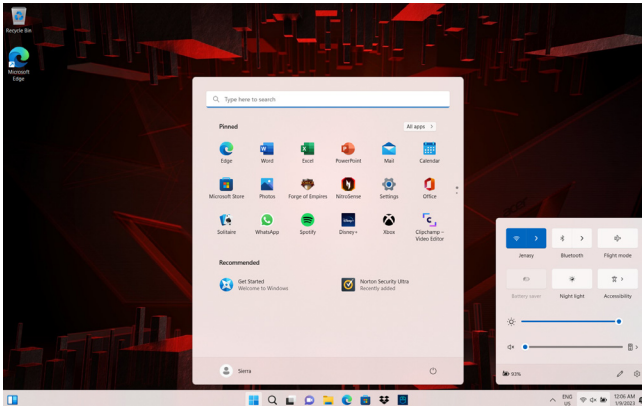 Recycle Bin
Microsoft
Edge
Type here to search
Pinned
All apps >
Edge
Word
Excel
PowerPoint
Mail
Calendar
Microsoft Store
Photos
Forge of Empires
NitroSense
Settings
Office
Solitaire
WhatsApp
Spotify
Disney+
Xbox
Clipchamp –
Video Editor
Recommended
Get Started
Welcome to Windows
Norton Security Ultra
Recently added
Sierra
Jenasy
Bluetooth
Flight mode
Battery saver
Night light
Accessibility
93%
ENG
US
12:06 AM
1/9/2023